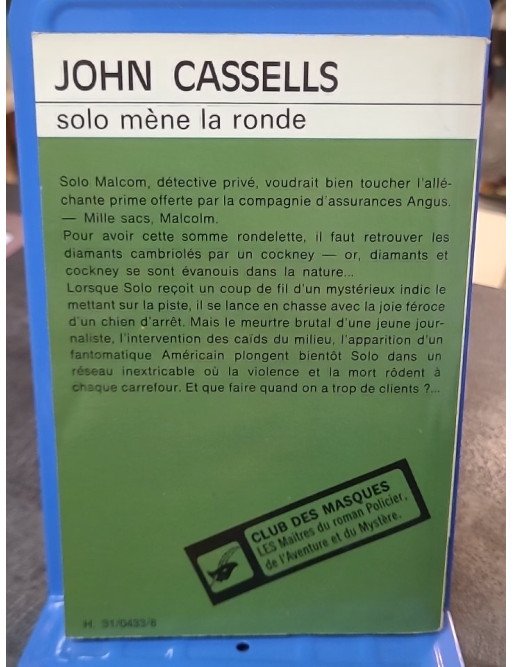 JOHN CASSELLS
solo mène la ronde
Solo Malcom, détective privé, voudrait bien toucher l'allé-
chante prime offerte par la compagnie d'assurances Angus.
— Mille sacs, Malcolm.
Pour avoir cette somme rondelette, il faut retrouver les
diamants cambriolés par un cockney — or, diamants et
cockney se sont évanouis dans la nature...
Lorsque Solo reçoit un coup de fil d'un mystérieux indic le
mettant sur la piste, il se lance en chasse avec la joie féroce
d'un chien d'arrêt. Mais le meurtre brutal d'une jeune jour-
naliste, l'intervention des caïds du milieu, l'apparition d'un
fantomatique Américain plongent bientôt Solo dans un
réseau inextricable où la violence et la mort rôdent à
chaque carrefour. Et que faire quand on a trop de clients ?...
CLUB DES MASQUES
LES Maîtres du roman Policier,
de l'Aventure et du Mystère.
H. 31/0433/6